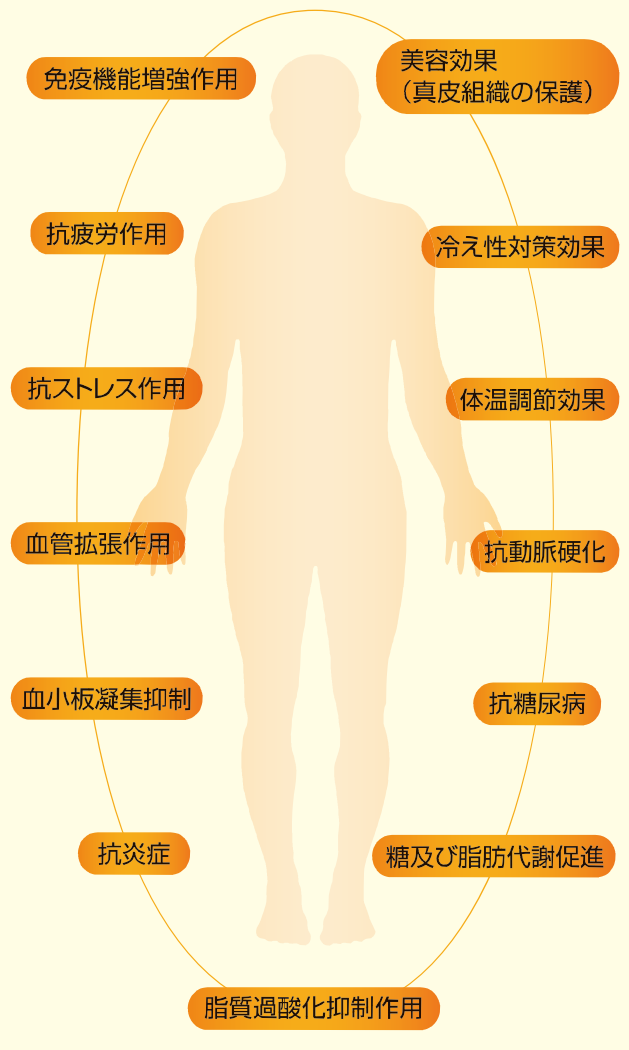 免疫機能増強作用
美容効果
（真皮組織の保護）
抗疲労作用
冷え性対策効果
抗ストレス作用
体温調節効果
血管拡張作用
抗動脈硬化
血小板凝集抑制
抗糖尿病
抗炎症
糖及び脂肪代謝促進
脂質過酸化抑制作用